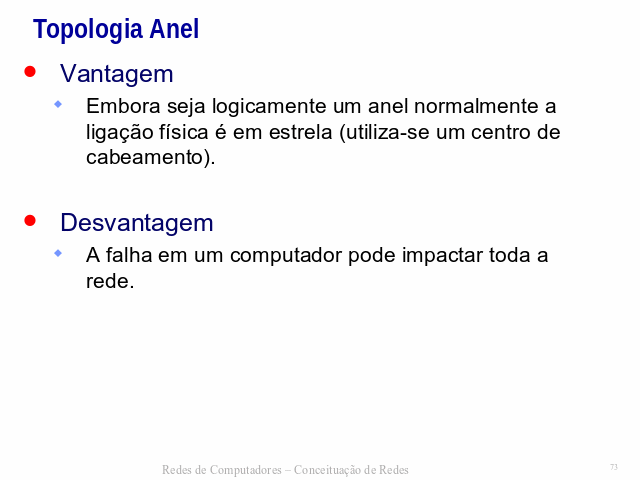 Topologia Anel
Vantagem
Embora seja logicamente um anel normalmente a
ligação física é em estrela (utiliza-se um centro de
cabeamento).
Desvantagem
A falha em um computador pode impactar toda a
rede.
Redes de Computadores – Conceituação de Redes
73